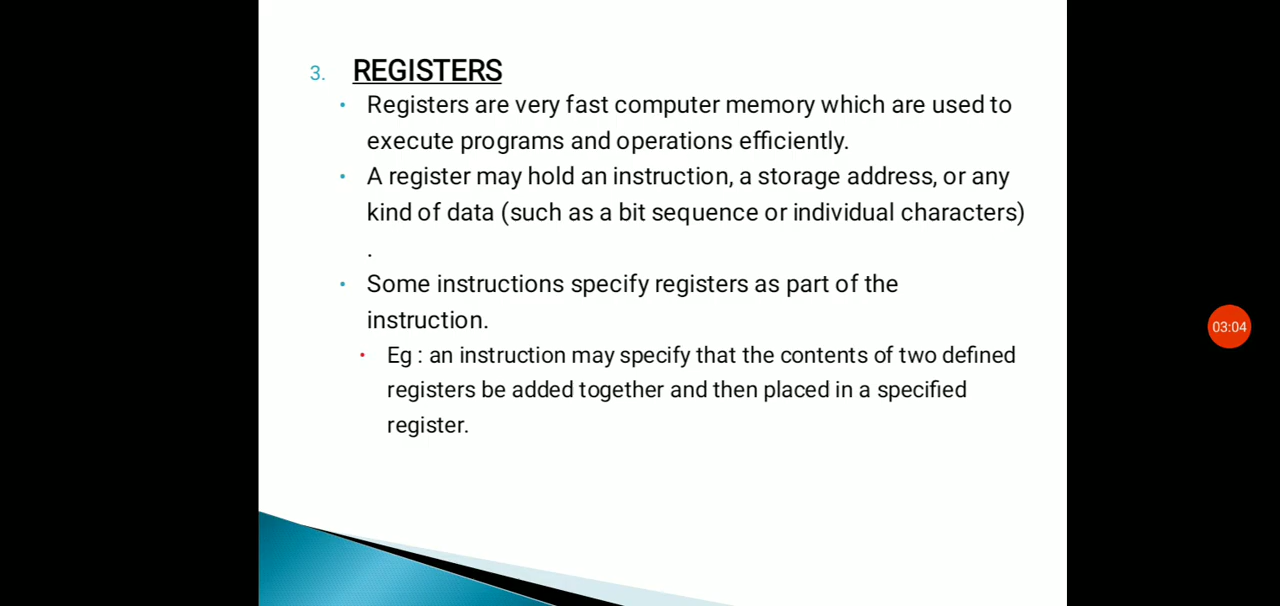 3. REGISTERS
• Registers are very fast computer memory which are used to
execute programs and operations efficiently.
• A register may hold an instruction, a storage address, or any
kind of data (such as a bit sequence or individual characters)
.
• Some instructions specify registers as part of the
instruction.
• Eg : an instruction may specify that the contents of two defined
registers be added together and then placed in a specified
register.
03:04